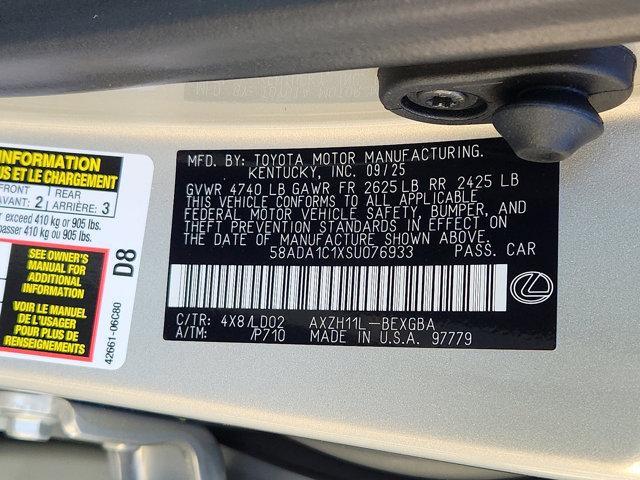 INFORMATION
US ET LE CHARGEMENT
FRONT
AVANT: 2
REAR
ARRIÈRE: 3
exceed 410 kg or 905 lbs.
passer 410 kg ou 905 lb.
SEE OWNER'S
MANUAL FOR
ADDITIONAL
INFORMATION
VOIR LE MANUEL
DE L'USAGER
POUR PLUS DE
RENSEIGNEMENTS
D8
42661-06C80
MFD. BY: TOYOTA MOTOR MANUFACTURING.
KENTUCKY, INC. 09/25
GVWR 4740 LB GAWR FR 2625 LB RR 2425 LB
THIS VEHICLE CONFORMS TO ALL APPLICABLE
FEDERAL MOTOR VEHICLE SAFETY, BUMPER, AND
THEFT PREVENTION STANDARDS IN EFFECT ON
THE DATE OF MANUFACTURE SHOWN ABOVE.
58ADA1C1XSU076933 PASS. CAR
C/TR: 4X8/LD02 AXZH11L-BEXGBA
A/TM: /P710 MADE IN U.S.A. 97779